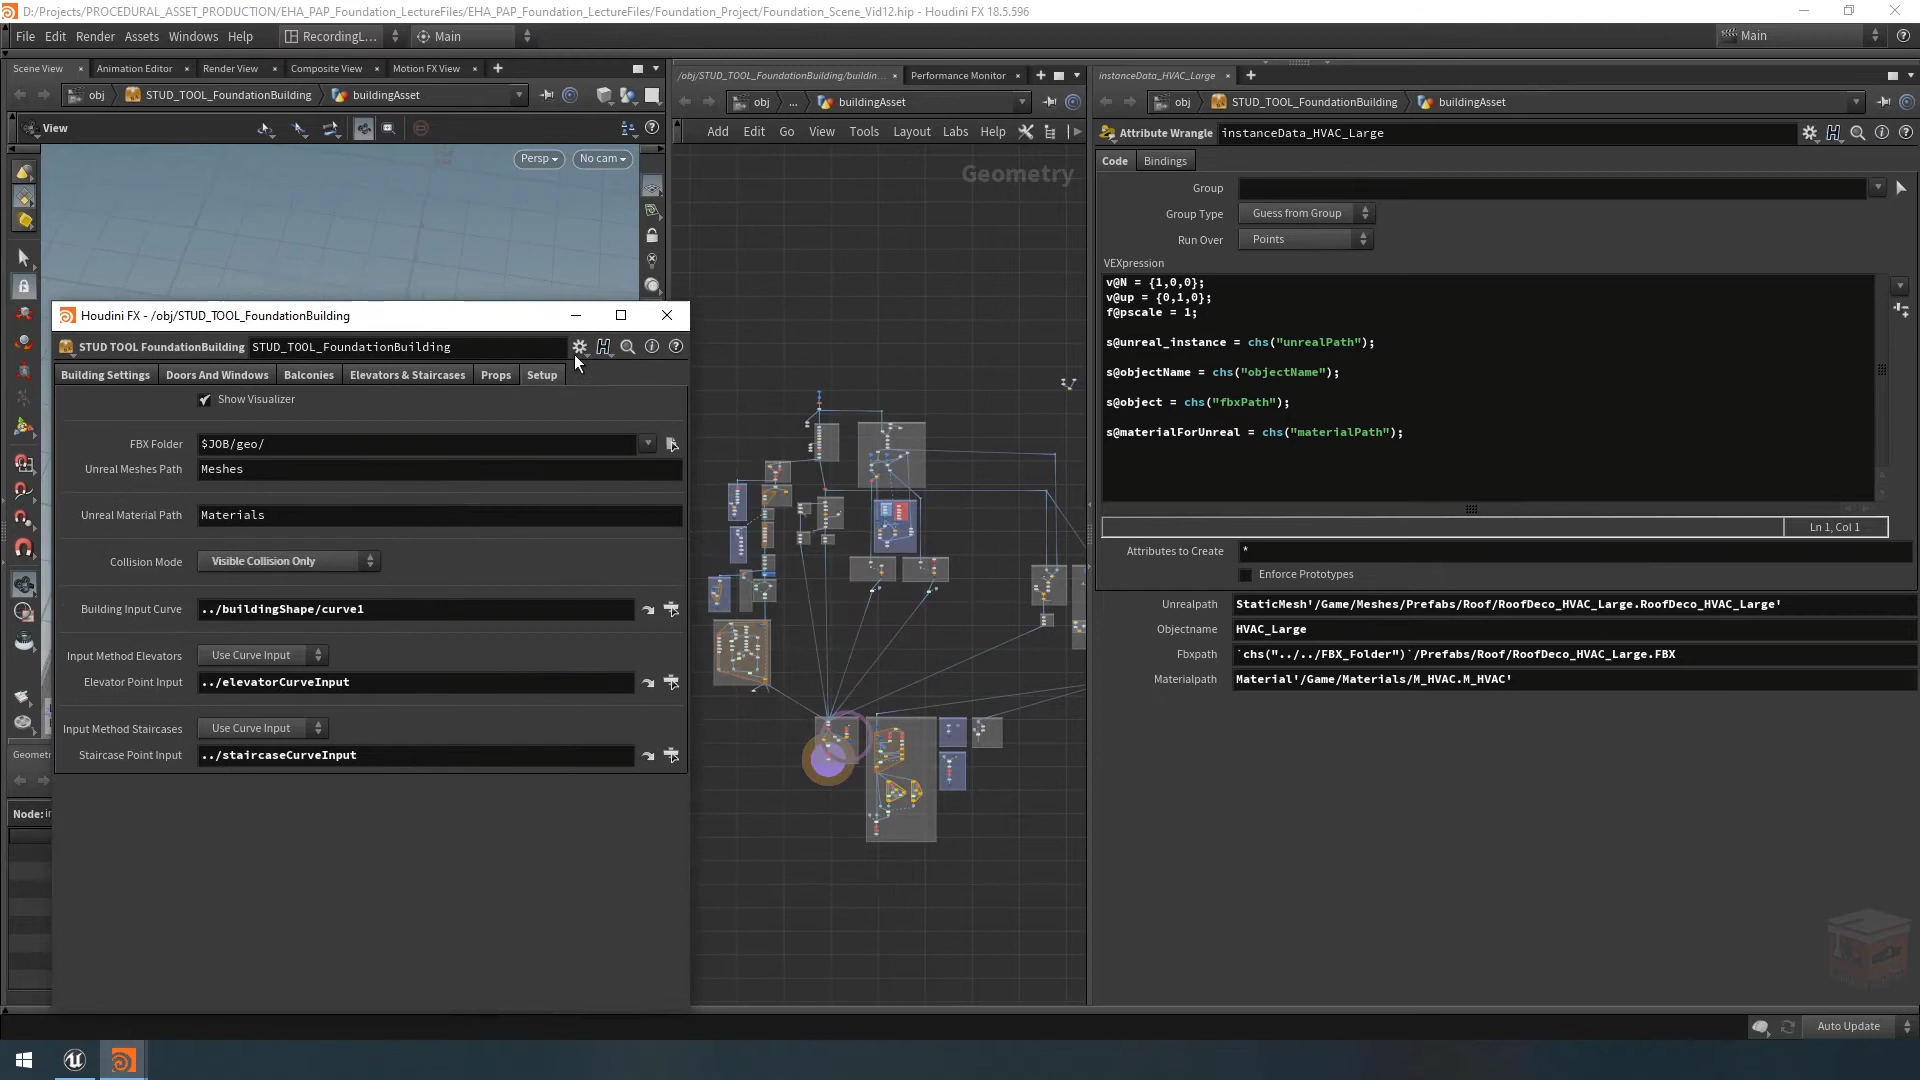 D:/Projects/PROCEDURAL_ASSET_PRODUCTION/EHA_PAP_Foundation_LectureFiles/EHA_PAP_Foundation_LectureFiles/Foundation_Project/Foundation_Scene_Vid12.hip - Houdini FX 18.5.596
File Edit Render Assets Windows Help RecordingL... Main Main
Scene View Animation Editor Render View Composite View Motion FX View
obj STUD_TOOL_FoundationBuilding buildingAsset
View
Persp No cam
/obj/STUD_TOOL_FoundationBuilding/buildin... Performance Monitor
obj ... buildingAsset
Add Edit Go View Tools Layout Labs Help
Geometry
instanceData_HVAC_Large
obj STUD_TOOL_FoundationBuilding buildingAsset
Attribute Wrangle instanceData_HVAC_Large
Code Bindings
Group
Group Type Guess from Group
Run Over Points
VEXpression
v@N = {1,0,0};
v@up = {0,1,0};
f@pscale = 1;
s@unreal_instance = chs("unrealPath");
s@objectName = chs("objectName");
s@object = chs("fbxPath");
s@materialForUnreal = chs("materialPath");
Ln 1, Col 1
Attributes to Create *
Enforce Prototypes
Unrealpath StaticMesh'/Game/Meshes/Prefabs/Roof/RoofDeco_HVAC_Large.RoofDeco_HVAC_Large'
Objectname HVAC_Large
Fbxpath `chs("../../FBX_Folder")`/Prefabs/Roof/RoofDeco_HVAC_Large.FBX
Materialpath Material'/Game/Materials/M_HVAC.M_HVAC'
Houdini FX - /obj/STUD_TOOL_FoundationBuilding
STUD TOOL FoundationBuilding STUD_TOOL_FoundationBuilding
Building Settings Doors And Windows Balconies Elevators & Staircases Props Setup
Show Visualizer
FBX Folder $JOB/geo/
Unreal Meshes Path Meshes
Unreal Material Path Materials
Collision Mode Visible Collision Only
Building Input Curve ../buildingShape/curve1
Input Method Elevators Use Curve Input
Elevator Point Input ../elevatorCurveInput
Input Method Staircases Use Curve Input
Staircase Point Input ../staircaseCurveInput
Geomet
Node: in
Auto Update